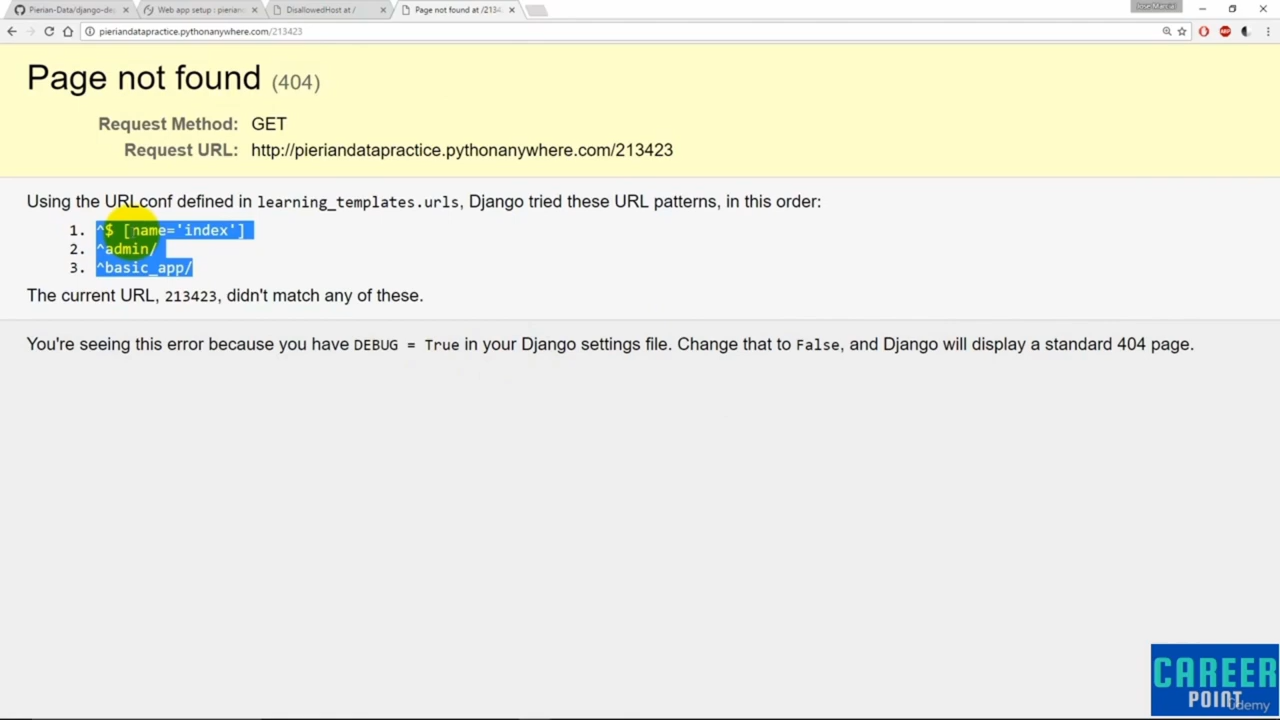 Pierian-Data/django-de
Web app setup : pierian
DisallowedHost at /
Page not found at /2134
Jose Marcial
pieriandatapractice.pythonanywhere.com/213423
Page not found (404)
Request Method: GET
Request URL: http://pieriandatapractice.pythonanywhere.com/213423
Using the URLconf defined in learning_templates.urls, Django tried these URL patterns, in this order:
1. ^$ [name='index']
2. ^admin/
3. ^basic_app/
The current URL, 213423, didn't match any of these.
You're seeing this error because you have DEBUG = True in your Django settings file. Change that to False, and Django will display a standard 404 page.
CAREER
POINT
Udemy